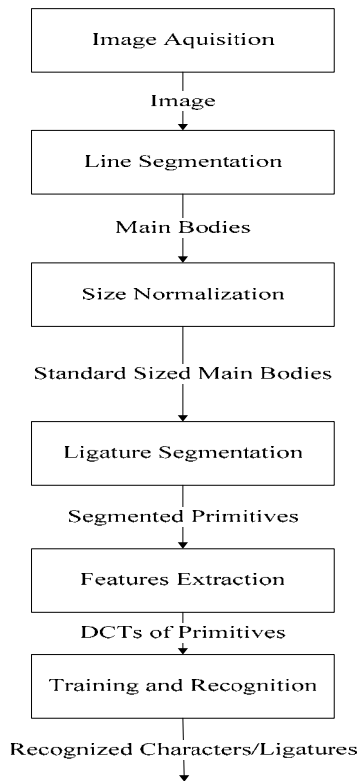 Image Aquisition
Image
Line Segmentation
Main Bodies
Size Normalization
Standard Sized Main Bodies
Ligature Segmentation
Segmented Primitives
Features Extraction
DCTs of Primitives
Training and Recognition
Recognized Characters/Ligatures